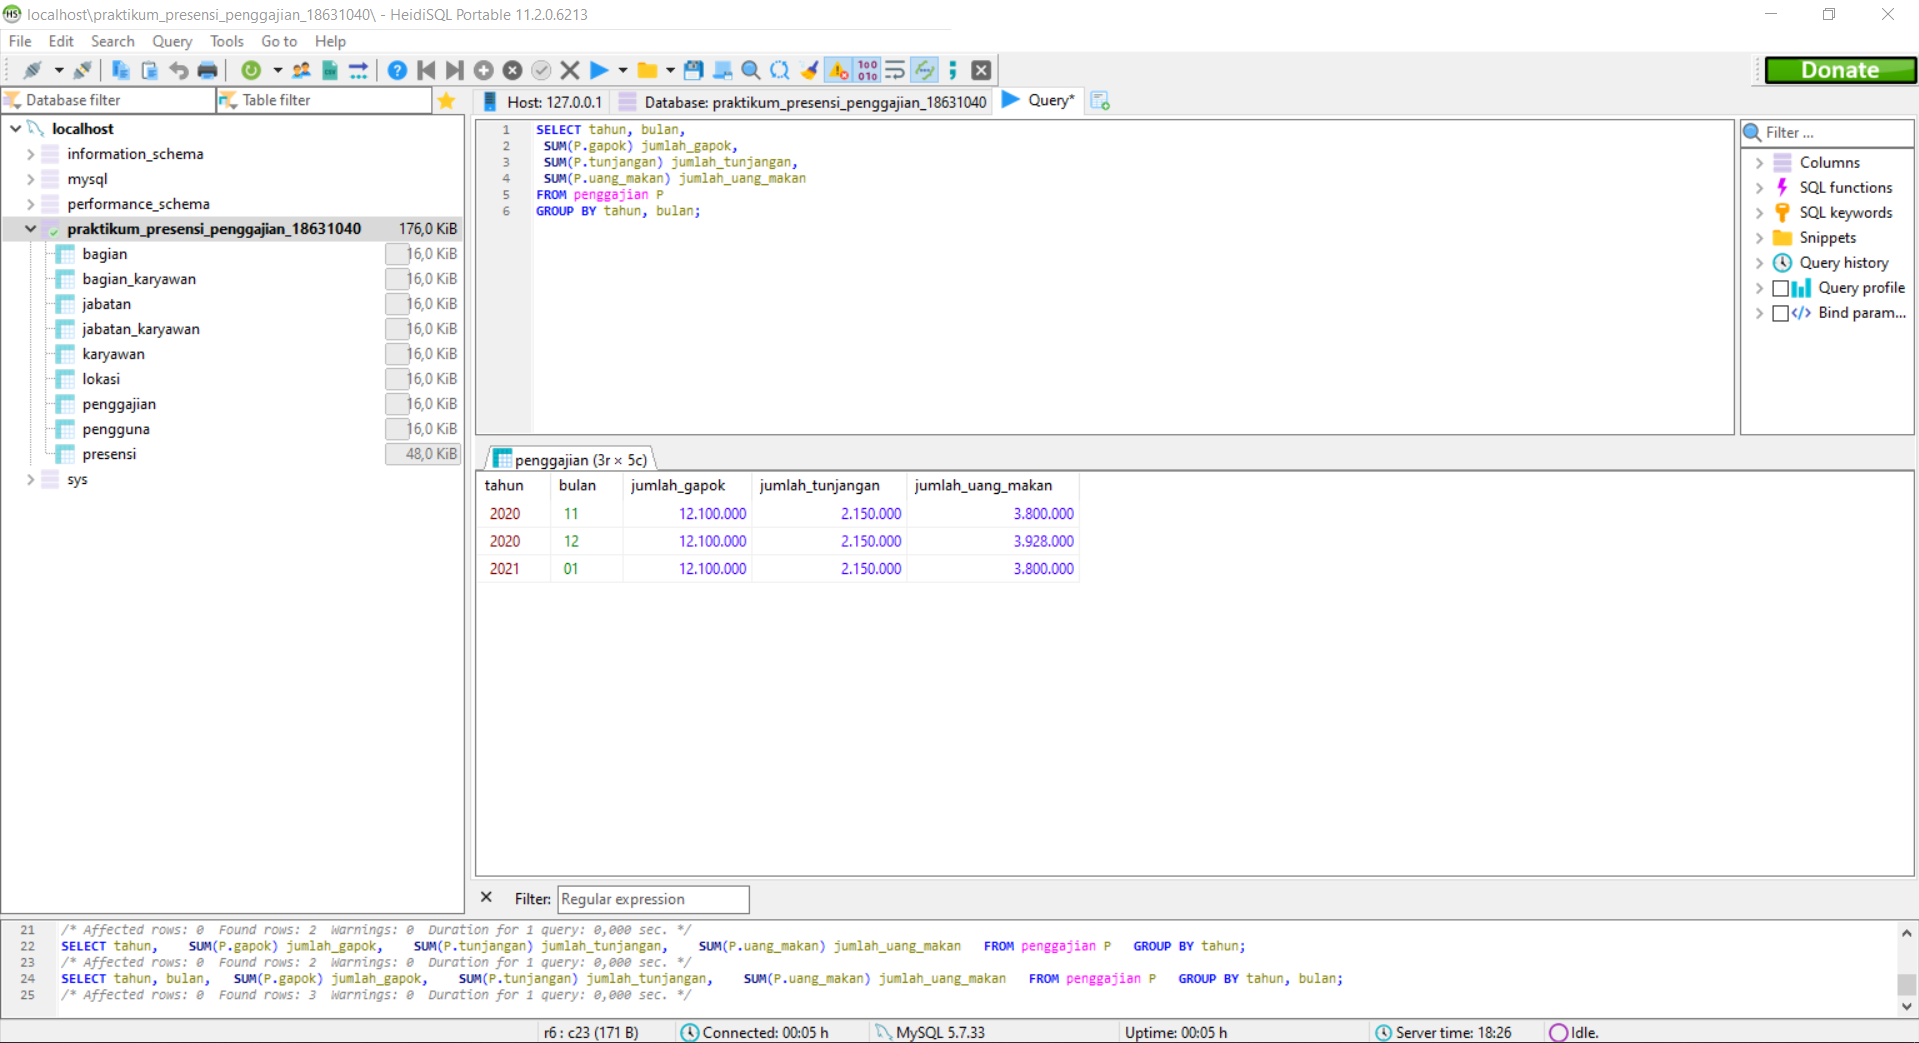 localhost\praktikum_presensi_penggajian_18631040\ - HeidiSQL Portable 11.2.0.6213
File Edit Search Query Tools Go to Help
Donate
Database filter Table filter
Host: 127.0.0.1 Database: praktikum_presensi_penggajian_18631040 Query*
localhost
information_schema
mysql
performance_schema
praktikum_presensi_penggajian_18631040 176,0 KiB
bagian 16,0 KiB
bagian_karyawan 16,0 KiB
jabatan 16,0 KiB
jabatan_karyawan 16,0 KiB
karyawan 16,0 KiB
lokasi 16,0 KiB
penggajian 16,0 KiB
pengguna 16,0 KiB
presensi 48,0 KiB
sys
1 SELECT tahun, bulan,
2 SUM(P.gapok) jumlah_gapok,
3 SUM(P.tunjangan) jumlah_tunjangan,
4 SUM(P.uang_makan) jumlah_uang_makan
5 FROM penggajian P
6 GROUP BY tahun, bulan;
Filter ...
Columns
SQL functions
SQL keywords
Snippets
Query history
Query profile
Bind param...
penggajian (3r × 5c)
tahun bulan jumlah_gapok jumlah_tunjangan jumlah_uang_makan
2020 11 12.100.000 2.150.000 3.800.000
2020 12 12.100.000 2.150.000 3.928.000
2021 01 12.100.000 2.150.000 3.800.000
Filter: Regular expression
21 /* Affected rows: 0 Found rows: 2 Warnings: 0 Duration for 1 query: 0,000 sec. */
22 SELECT tahun, SUM(P.gapok) jumlah_gapok, SUM(P.tunjangan) jumlah_tunjangan, SUM(P.uang_makan) jumlah_uang_makan FROM penggajian P GROUP BY tahun;
23 /* Affected rows: 0 Found rows: 2 Warnings: 0 Duration for 1 query: 0,000 sec. */
24 SELECT tahun, bulan, SUM(P.gapok) jumlah_gapok, SUM(P.tunjangan) jumlah_tunjangan, SUM(P.uang_makan) jumlah_uang_makan FROM penggajian P GROUP BY tahun, bulan;
25 /* Affected rows: 0 Found rows: 3 Warnings: 0 Duration for 1 query: 0,000 sec. */
r6 : c23 (171 B) Connected: 00:05 h MySQL 5.7.33 Uptime: 00:05 h Server time: 18:26 Idle.